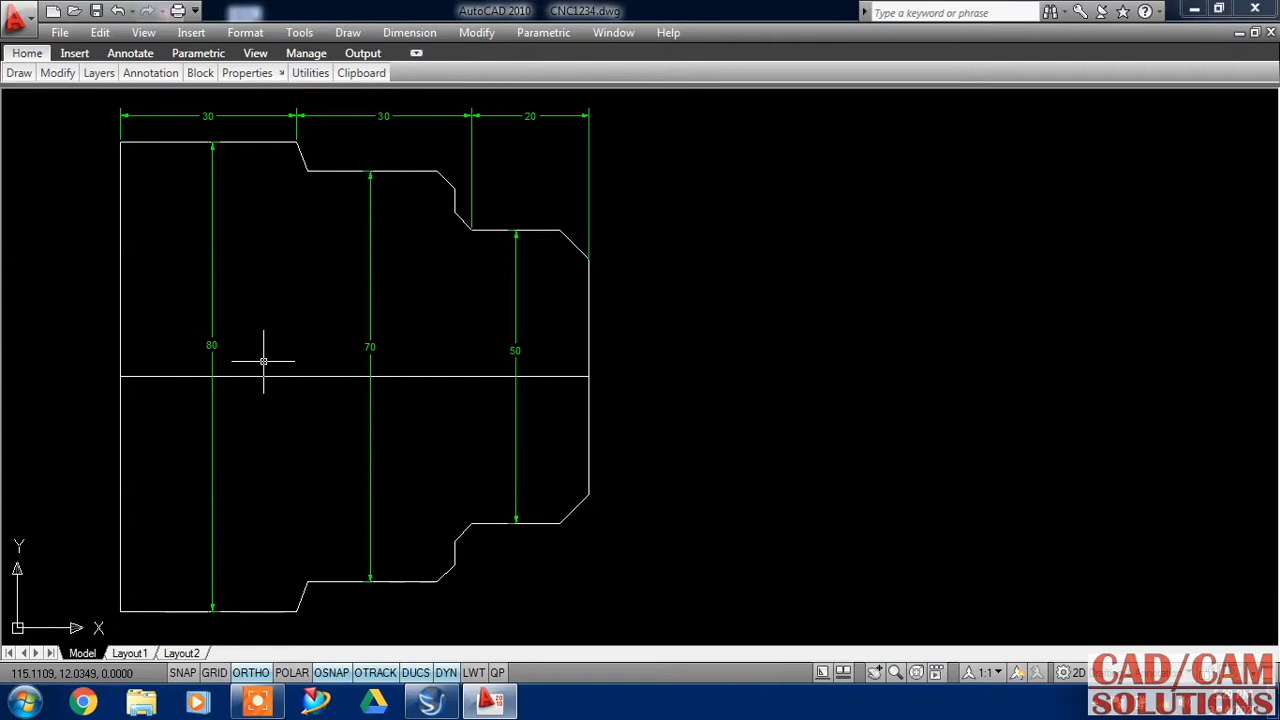 AutoCAD 2010 CNC1234.dwg
Type a keyword or phrase
File Edit View Insert Format Tools Draw Dimension Modify Parametric Window Help
Home Insert Annotate Parametric View Manage Output
Draw Modify Layers Annotation Block Properties Utilities Clipboard
30 30 20
80 70 50
Y
X
Model Layout1 Layout2
115.1109, 12.0349, 0.0000 SNAP GRID ORTHO POLAR OSNAP OTRACK DUCS DYN LWT QP 1:1 2D
CAD/CAM
SOLUTIONS